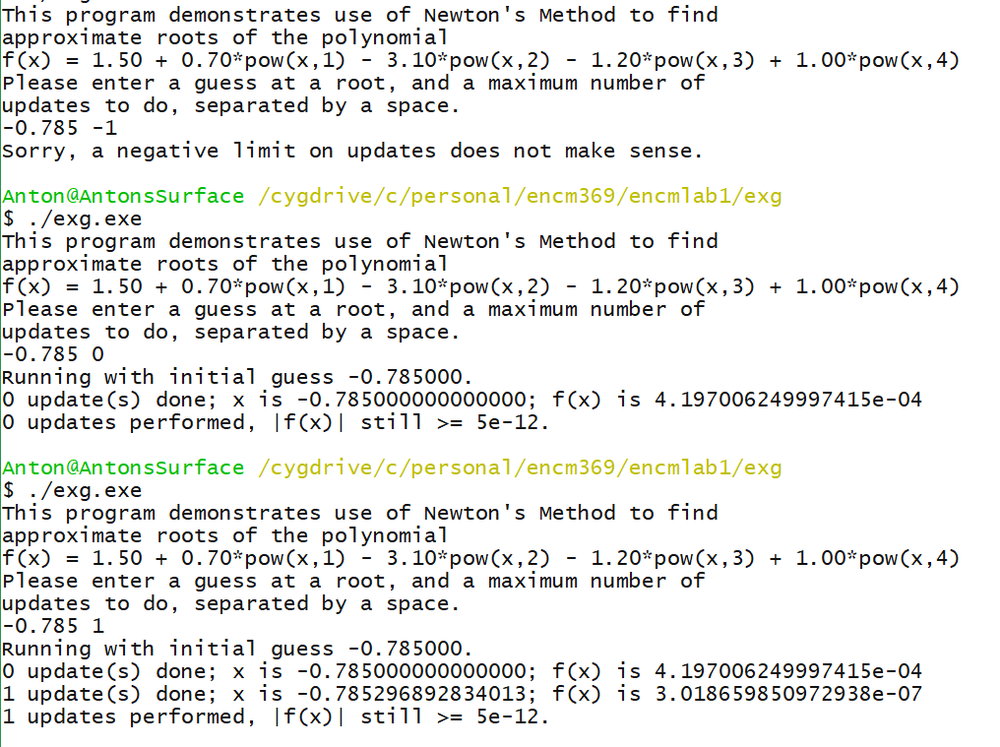 This program demonstrates use of Newton's Method to find
approximate roots of the polynomial
f(x) = 1.50 + 0.70*pow(x,1) - 3.10*pow(x,2) - 1.20*pow(x,3) + 1.00*pow(x,4)
Please enter a guess at a root, and a maximum number of
updates to do, separated by a space.
-0.785 -1
Sorry, a negative limit on updates does not make sense.
Anton@AntonsSurface /cygdrive/c/personal/encm369/encmlab1/exg
$ ./exg.exe
This program demonstrates use of Newton's Method to find
approximate roots of the polynomial
f(x) = 1.50 + 0.70*pow(x,1) - 3.10*pow(x,2) - 1.20*pow(x,3) + 1.00*pow(x,4)
Please enter a guess at a root, and a maximum number of
updates to do, separated by a space.
-0.785 0
Running with initial guess -0.785000.
0 update(s) done; x is -0.785000000000000; f(x) is 4.197006249997415e-04
0 updates performed, |f(x)| still >= 5e-12.
Anton@AntonsSurface /cygdrive/c/personal/encm369/encmlab1/exg
$ ./exg.exe
This program demonstrates use of Newton's Method to find
approximate roots of the polynomial
f(x) = 1.50 + 0.70*pow(x,1) - 3.10*pow(x,2) - 1.20*pow(x,3) + 1.00*pow(x,4)
Please enter a guess at a root, and a maximum number of
updates to do, separated by a space.
-0.785 1
Running with initial guess -0.785000.
0 update(s) done; x is -0.785000000000000; f(x) is 4.197006249997415e-04
1 update(s) done; x is -0.785296892834013; f(x) is 3.018659850972938e-07
1 updates performed, |f(x)| still >= 5e-12.